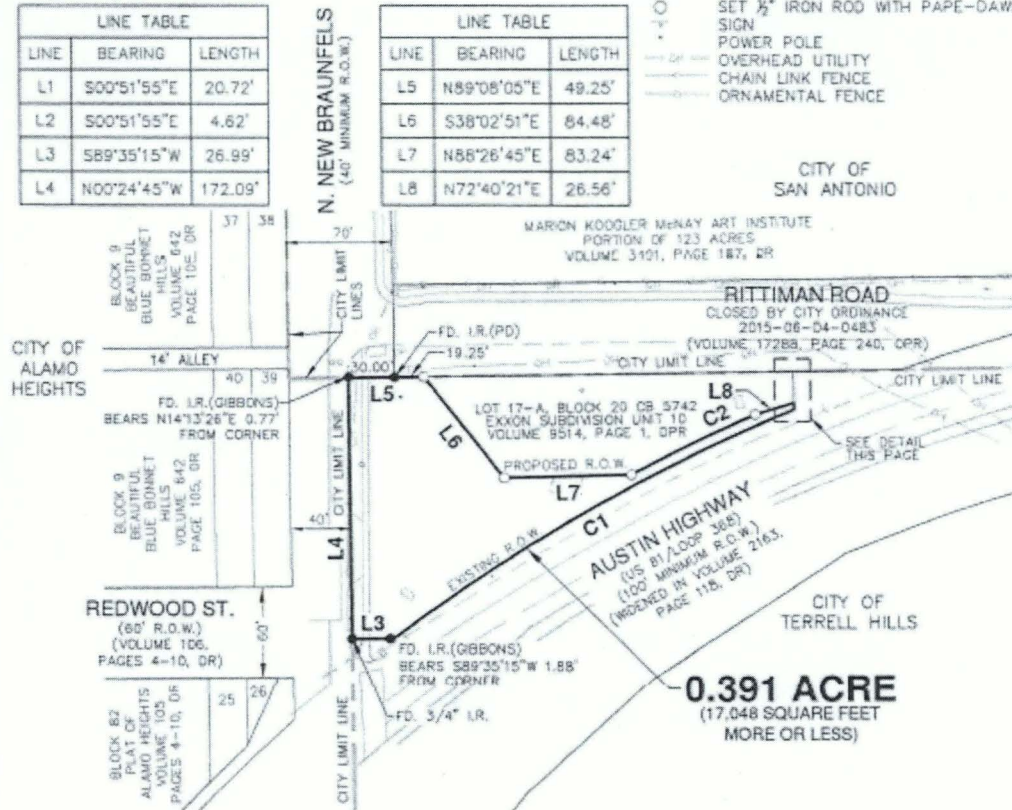 LINE TABLE
LINE BEARING LENGTH
L1 S00°51'55"E 20.72'
L2 S00°51'55"E 4.62'
L3 S89°35'15"W 26.99'
L4 N00°24'45"W 172.09'
N. NEW BRAUNFELS
(40' MINIMUM R.O.W.)
LINE TABLE
LINE BEARING LENGTH
L5 N89°08'05"E 49.25'
L6 S38°02'51"E 84.48'
L7 N88°26'45"E 83.24'
L8 N72°40'21"E 26.56'
SET ½" IRON ROD WITH PAPE-DAW
SIGN
POWER POLE
OVERHEAD UTILITY
CHAIN LINK FENCE
ORNAMENTAL FENCE
CITY OF
SAN ANTONIO
37 38
BLOCK 9
BEAUTIFUL
BLUE BONNET
HILLS
VOLUME 642
PAGE 105, DR
70'
CITY LIMIT
LINES
MARION KOOGLER McNAY ART INSTITUTE
PORTION OF 123 ACRES
VOLUME 3191, PAGE 187, DR
RITTIMAN ROAD
CLOSED BY CITY ORDINANCE
2015-06-04-0483
(VOLUME 17288, PAGE 240, OPR)
CITY LIMIT LINE
CITY LIMIT LINE
FD. I.R.(PD)
19.25'
30.00'
L5
CITY OF
ALAMO
HEIGHTS
14' ALLEY
40 39
FD. I.R.(GIBBONS)
BEARS N14°13'26"E 0.77'
FROM CORNER
LOT 17-A, BLOCK 20 CB 5742
EXXON SUBDIVISION UNIT 10
VOLUME 9514, PAGE 1, DPR
L8
C2
SEE DETAIL
THIS PAGE
L6
PROPOSED R.O.W.
L7
BLOCK 9
BEAUTIFUL
BLUE BONNET
HILLS
VOLUME 642
PAGE 105, DR
40'
CITY LIMIT LINE
L4
EXISTING R.O.W
C1
AUSTIN HIGHWAY
(US 81/LOOP 368)
(100' MINIMUM R.O.W.)
(WIDENED IN VOLUME 2163,
PAGE 118, DR)
REDWOOD ST.
(60' R.O.W.)
(VOLUME 106,
PAGES 4-10, DR)
60'
L3
FD. I.R.(GIBBONS)
BEARS S89°35'15"W 1.88'
FROM CORNER
FD. 3/4" I.R.
CITY OF
TERRELL HILLS
0.391 ACRE
(17,048 SQUARE FEET
MORE OR LESS)
BLOCK 82
PLAT OF
ALAMO HEIGHTS
VOLUME 105
PAGES 4-10, DR
25 26
CITY LIMIT LINE